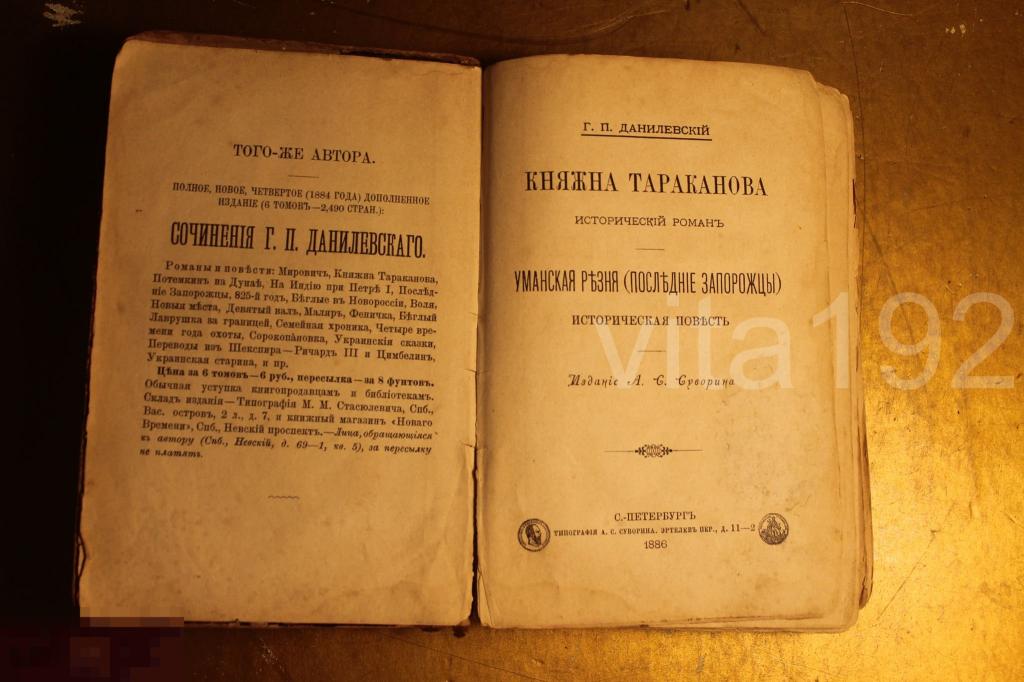 ТОГО-ЖЕ АВТОРА.
ПОЛНОЕ, НОВОЕ, ЧЕТВЕРТОЕ (1884 ГОДА) ДОПОЛНЕННОЕ
ИЗДАНІЕ (6 ТОМОВЪ—2,490 СТРАН.):
СОЧИНЕНІЯ Г. П. ДАНИЛЕВСКАГО.
Романы и повѣсти: Мировичъ, Княжна Тараканова,
Потемкинъ на Дунаѣ, На Индію при Петрѣ I, Послѣд-
ніе Запорожцы, 825-й годъ, Бѣглые въ Новороссіи, Воля,
Новыя мѣста, Девятый валъ, Маляръ, Феничка, Бѣглый
Лаврушка за границей, Семейная хроника, Четыре вре-
мени года охоты, Сорокопановка, Украинскія сказки,
Переводы изъ Шекспира—Ричардъ III и Цимбелинъ,
Украинская старина, и пр.
Цѣна за 6 томовъ—6 руб., пересылка—за 8 фунтовъ.
Обычная уступка книгопродавцамъ и библіотекамъ.
Складъ изданія—Типографія М. М. Стасюлевича, Спб.,
Вас. островъ, 2 л., д. 7, и книжный магазинъ «Новаго
Времени», Спб., Невскій проспектъ.—Лица, обращающіяся
къ автору (Спб., Невскій, д. 69—1, кв. 5), за пересылку
не платятъ.
Г. П. ДАНИЛЕВСКІЙ
КНЯЖНА ТАРАКАНОВА
ИСТОРИЧЕСКІЙ РОМАНЪ
УМАНСКАЯ РѢЗНЯ (ПОСЛѢДНІЕ ЗАПОРОЖЦЫ)
ИСТОРИЧЕСКАЯ ПОВѢСТЬ
Изданіе А. С. Суворина
С.-ПЕТЕРБУРГЪ
ТИПОГРАФІЯ А. С. СУВОРИНА. ЭРТЕЛЕВЪ ПЕР., Д. 11—2
1886
vita192